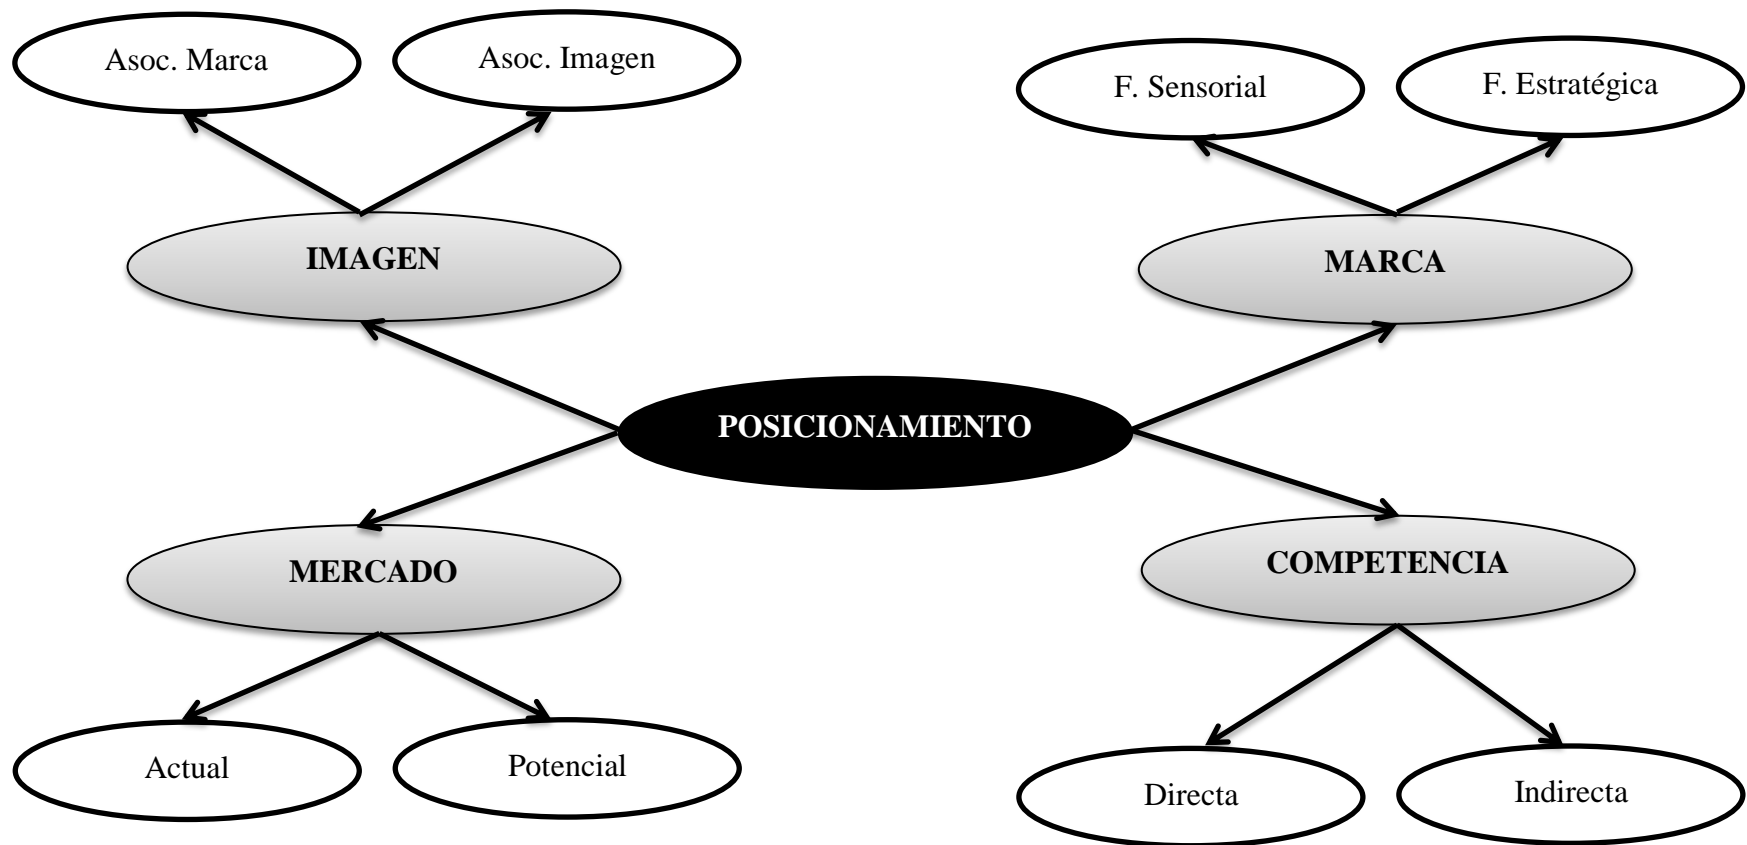 Asoc. Marca
Asoc. Imagen
F. Sensorial
F. Estratégica
IMAGEN
MARCA
POSICIONAMIENTO
MERCADO
COMPETENCIA
Actual
Potencial
Directa
Indirecta